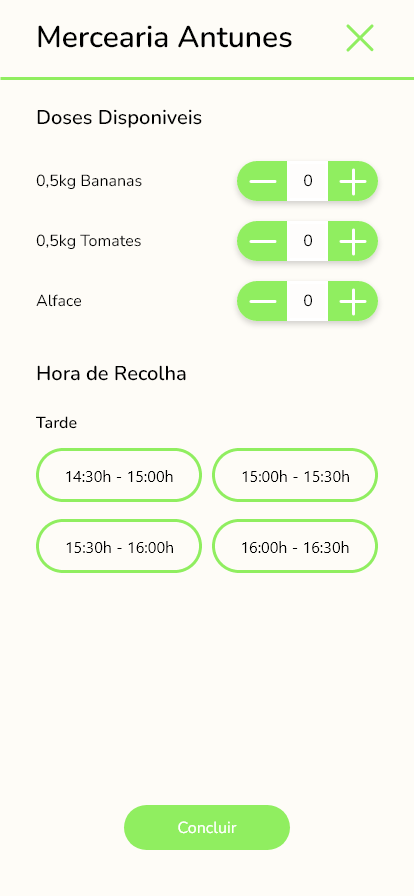 Mercearia Antunes
Doses Disponiveis
0,5kg Bananas 0
0,5kg Tomates 0
Alface 0
Hora de Recolha
Tarde
14:30h - 15:00h 15:00h - 15:30h
15:30h - 16:00h 16:00h - 16:30h
Concluir